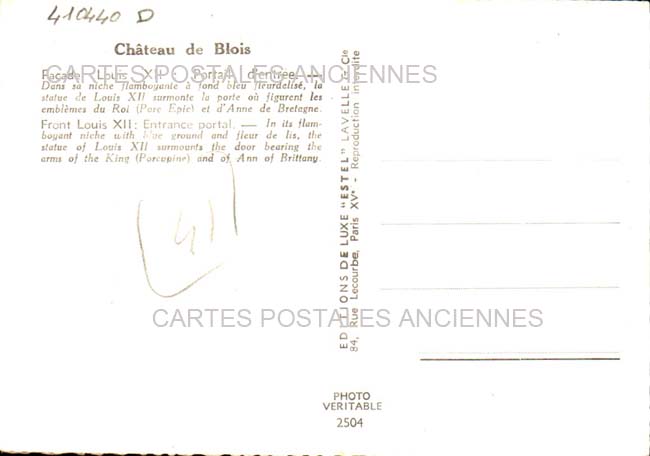 410440 D
Château de Blois
Façade Louis XII : Portail d'entrée. —
Dans sa niche flamboyante à fond bleu fleurdelisé, la
statue de Louis XII surmonte la porte où figurent les
emblèmes du Roi (Porc Epic) et d'Anne de Bretagne.
Front Louis XII: Entrance portal. — In its flam-
boyant niche with blue ground and fleur de lis, the
statue of Louis XII surmounts the door bearing the
arms of the King (Porcupine) and of Ann of Brittany.
CARTES POSTALES ANCIENNES
41
CARTES POSTALES ANCIENNES
EDITIONS DE LUXE "ESTEL" LAVELLE & Cie
84, Rue Lecourbe, Paris XVe - Reproduction interdite
PHOTO
VERITABLE
2504